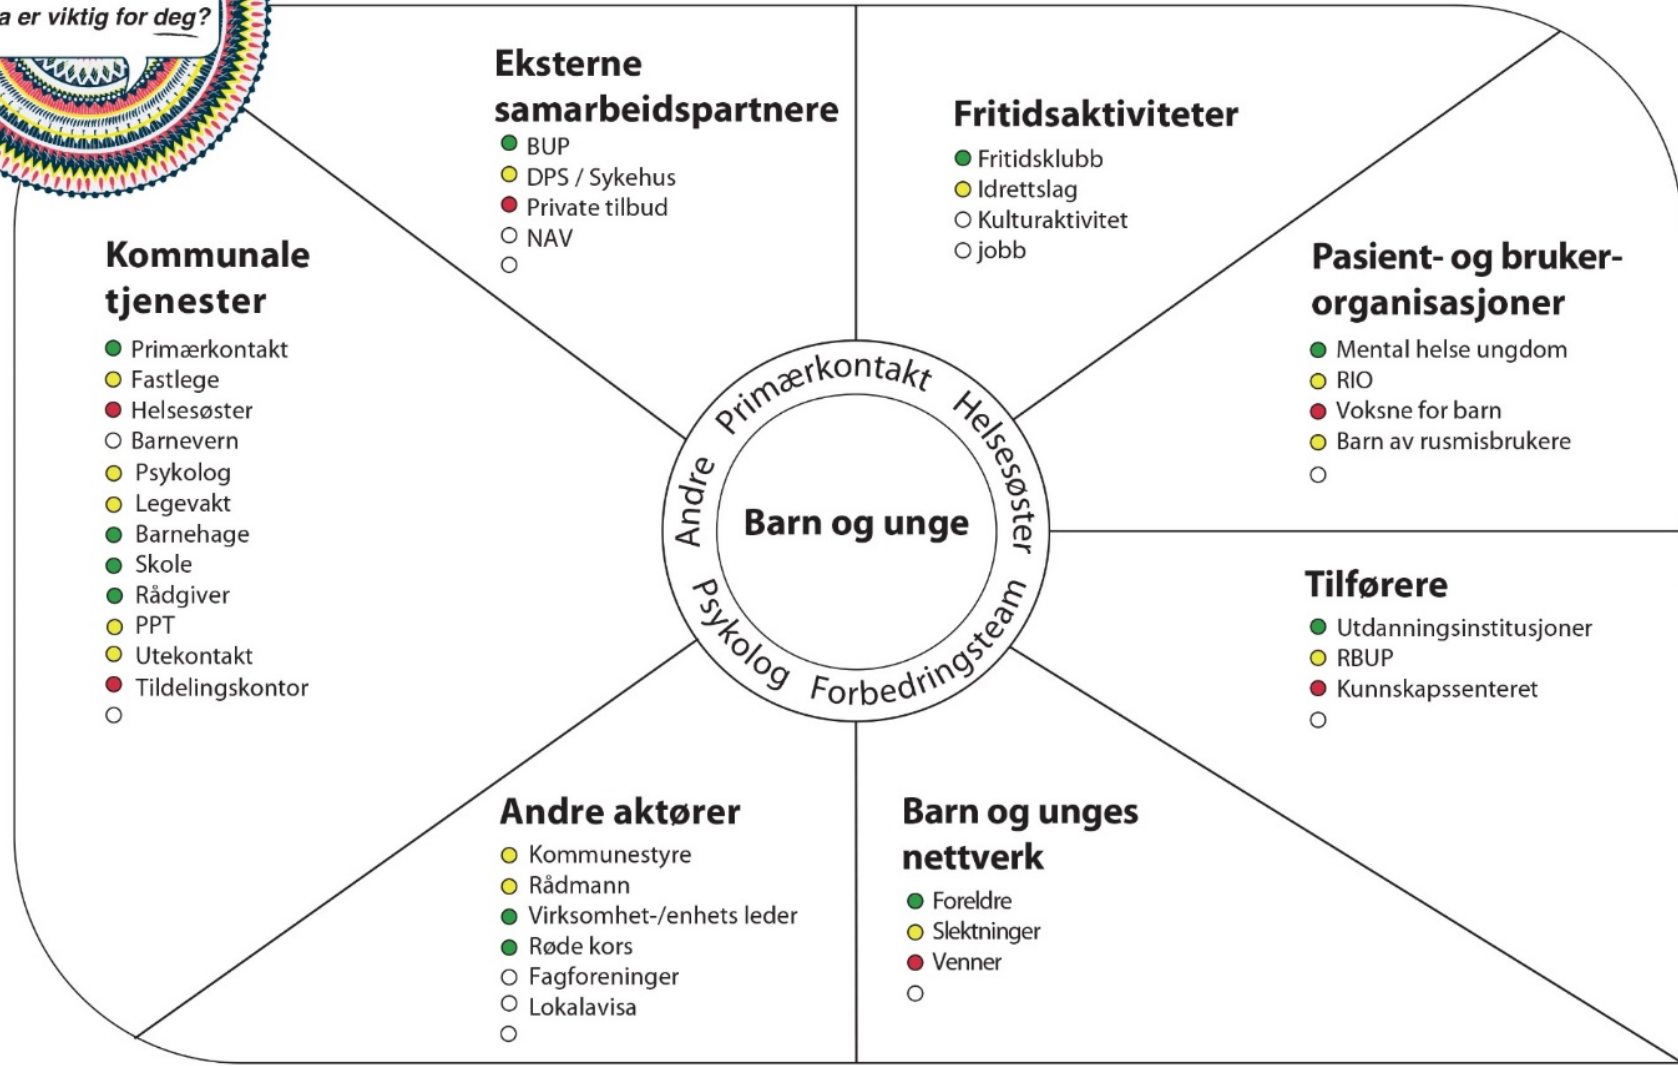 er viktig for deg?
Eksterne
samarbeidspartnere
BUP
DPS / Sykehus
Private tilbud
NAV
Fritidsaktiviteter
Fritidsklubb
Idrettslag
Kulturaktivitet
jobb
Pasient- og bruker-
organisasjoner
Mental helse ungdom
RIO
Voksne for barn
Barn av rusmisbrukere
Kommunale
tjenester
Primærkontakt
Fastlege
Helsesøster
Barnevern
Psykolog
Legevakt
Barnehage
Skole
Rådgiver
PPT
Utekontakt
Tildelingskontor
Primærkontakt
Helsesøster
Forbedringsteam
Psykolog
Andre
Barn og unge
Tilførere
Utdanningsinstitusjoner
RBUP
Kunnskapssenteret
Andre aktører
Kommunestyre
Rådmann
Virksomhet-/enhets leder
Røde kors
Fagforeninger
Lokalavisa
Barn og unges
nettverk
Foreldre
Slektninger
Venner